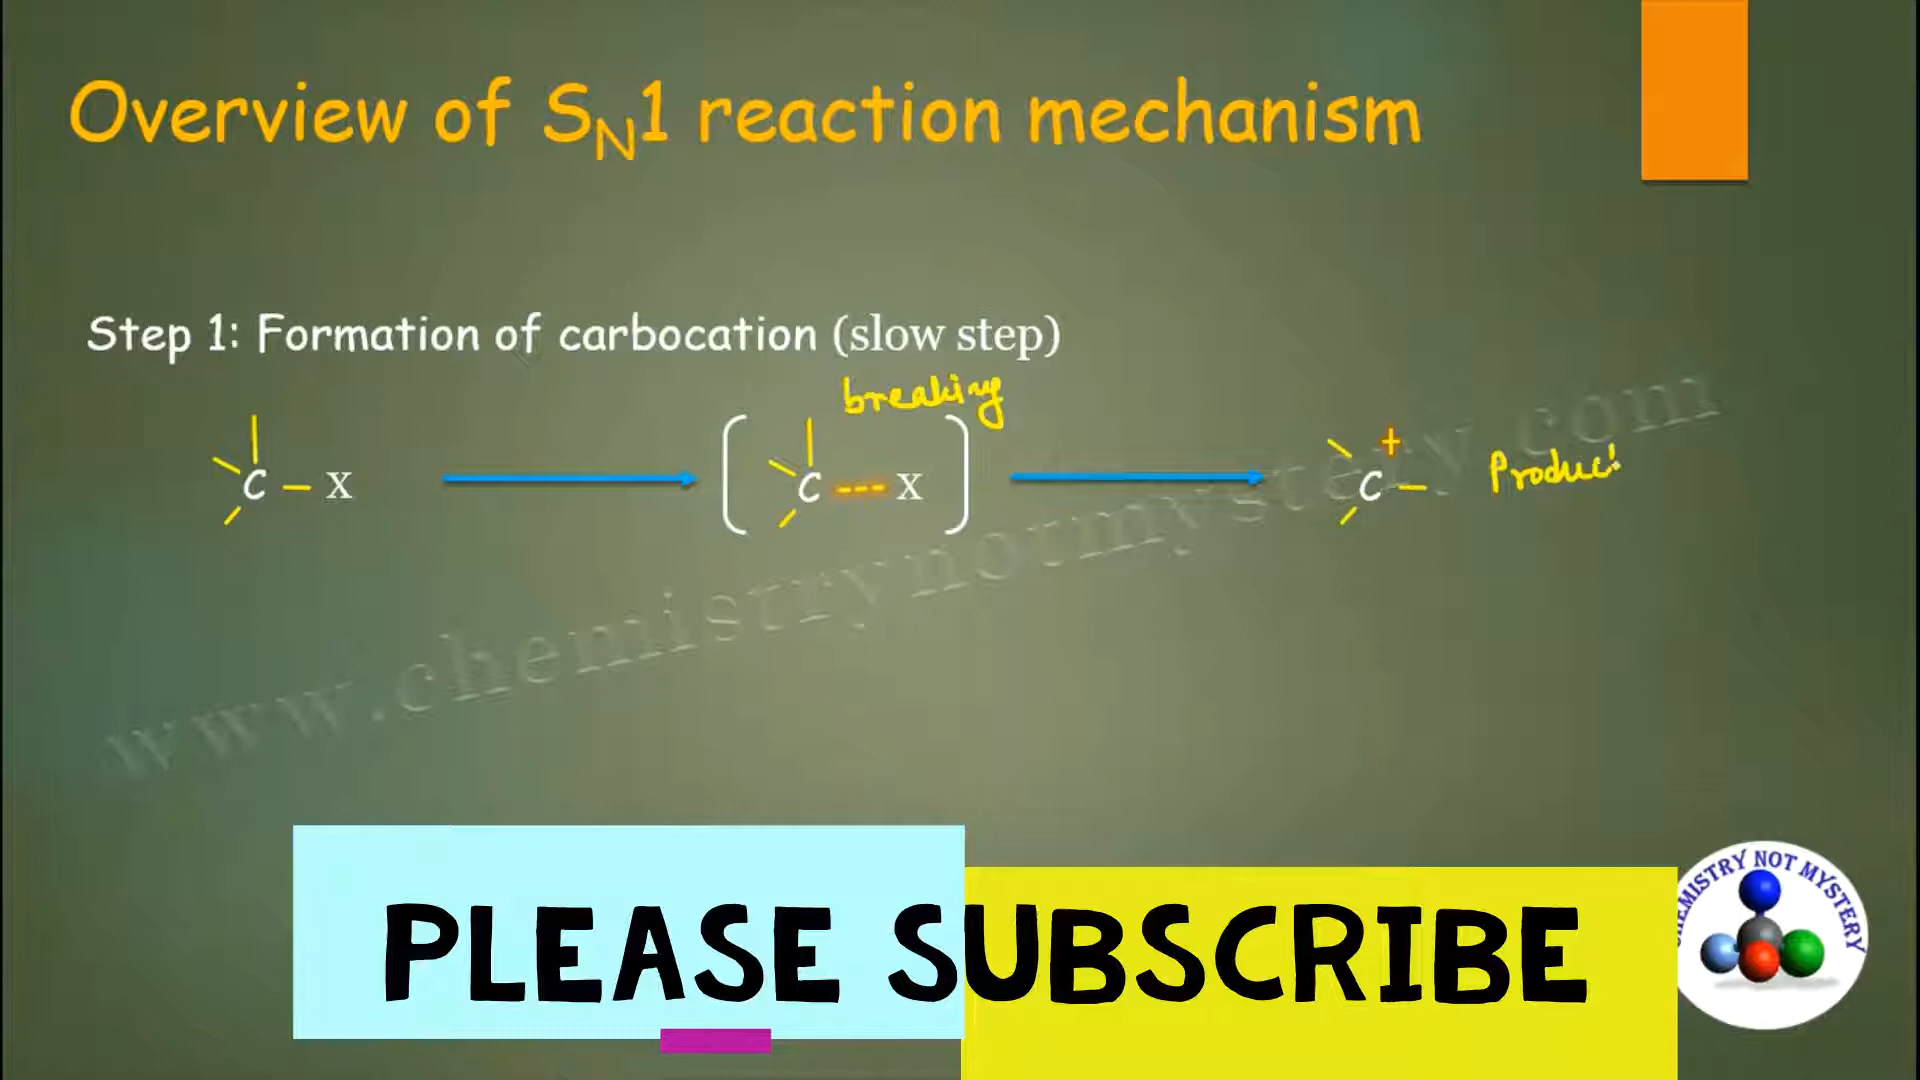 Overview of SN1 reaction mechanism
Step 1: Formation of carbocation (slow step)
breaking
C – X
C --- X
C +
Produc
www.chemistrynotmystery.com
PLEASE SUBSCRIBE
CHEMISTRY NOT MYSTERY